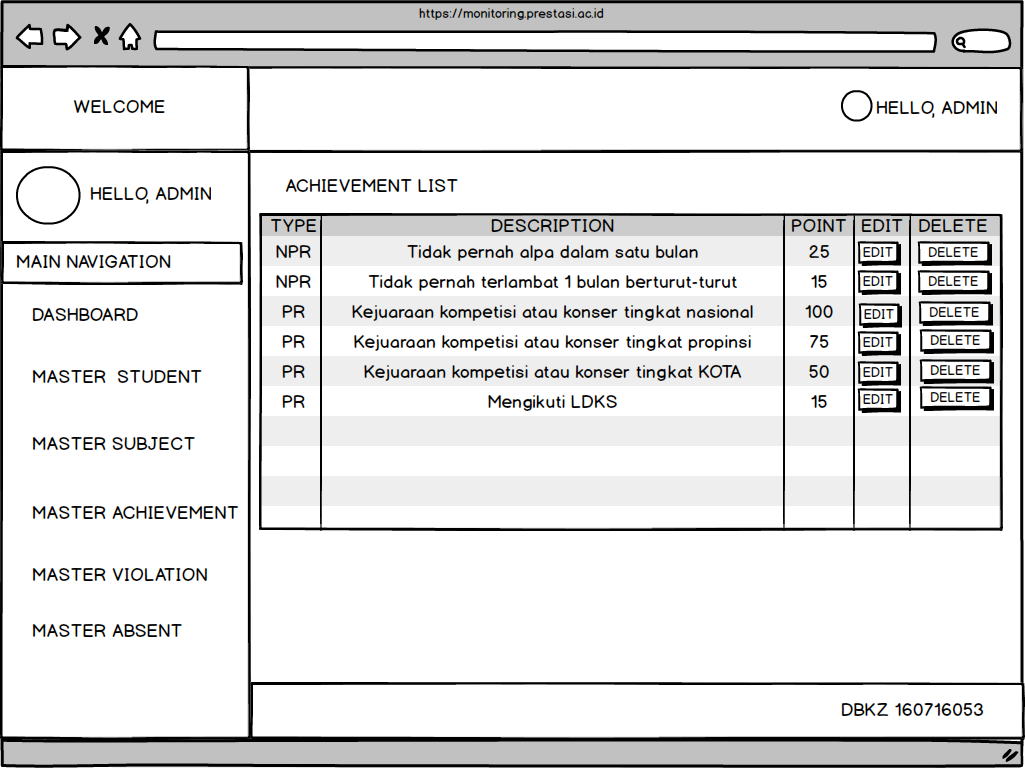 https://monitoring.prestasi.ac.id
WELCOME
HELLO, ADMIN
HELLO, ADMIN
MAIN NAVIGATION
DASHBOARD
MASTER STUDENT
MASTER SUBJECT
MASTER ACHIEVEMENT
MASTER VIOLATION
MASTER ABSENT
ACHIEVEMENT LIST
TYPE DESCRIPTION POINT EDIT DELETE
NPR Tidak pernah alpa dalam satu bulan 25 EDIT DELETE
NPR Tidak pernah terlambat 1 bulan berturut-turut 15 EDIT DELETE
PR Kejuaraan kompetisi atau konser tingkat nasional 100 EDIT DELETE
PR Kejuaraan kompetisi atau konser tingkat propinsi 75 EDIT DELETE
PR Kejuaraan kompetisi atau konser tingkat KOTA 50 EDIT DELETE
PR Mengikuti LDKS 15 EDIT DELETE
DBKZ 160716053